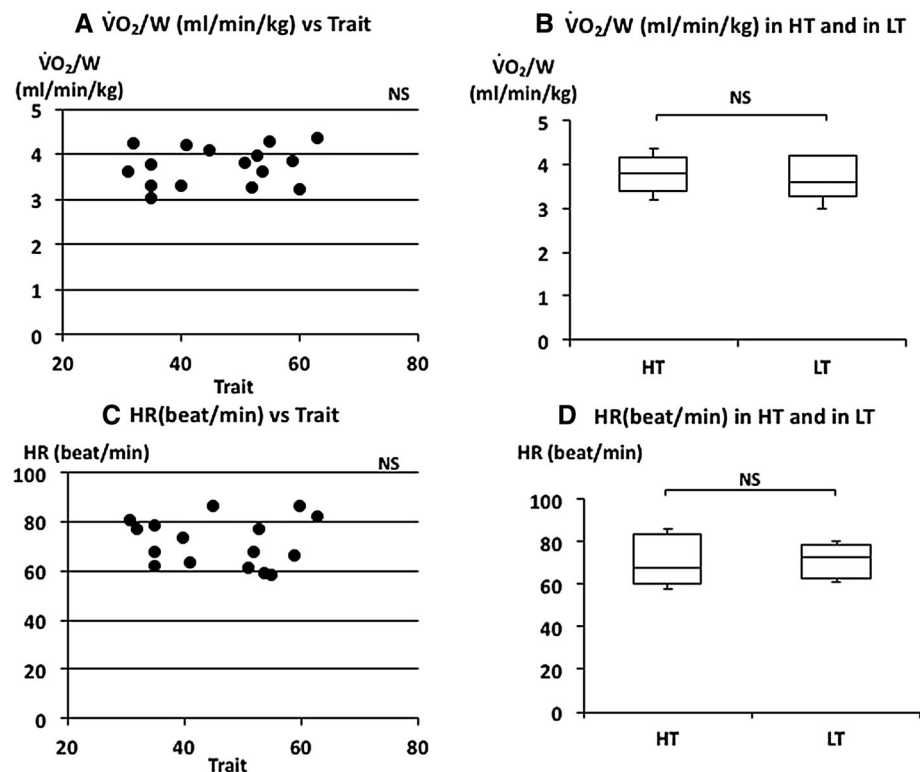 A V̇O₂/W (ml/min/kg) vs Trait
V̇O₂/W
(ml/min/kg)
NS
5
4
3
2
1
0
20
40
60
80
Trait
B V̇O₂/W (ml/min/kg) in HT and in LT
V̇O₂/W
(ml/min/kg)
NS
5
4
3
2
1
0
HT
LT
C HR(beat/min) vs Trait
HR (beat/min)
NS
100
80
60
40
20
0
20
40
60
80
Trait
D HR(beat/min) in HT and in LT
HR (beat/min)
NS
100
80
60
40
20
0
HT
LT